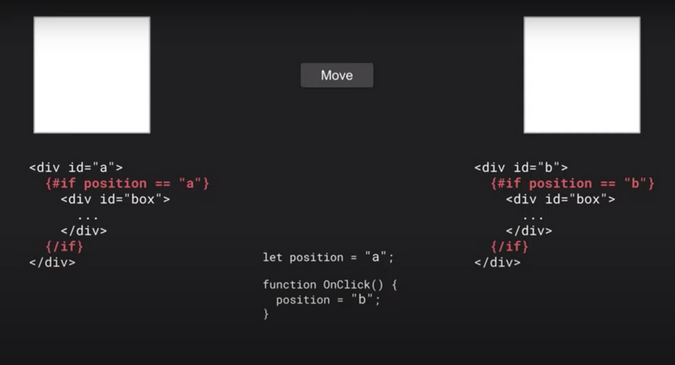 Move
<div id="a">
{#if position == "a"}
<div id="box">
...
</div>
{/if}
</div>
let position = "a";
function OnClick() {
position = "b";
}
<div id="b">
{#if position == "b"}
<div id="box">
...
</div>
{/if}
</div>